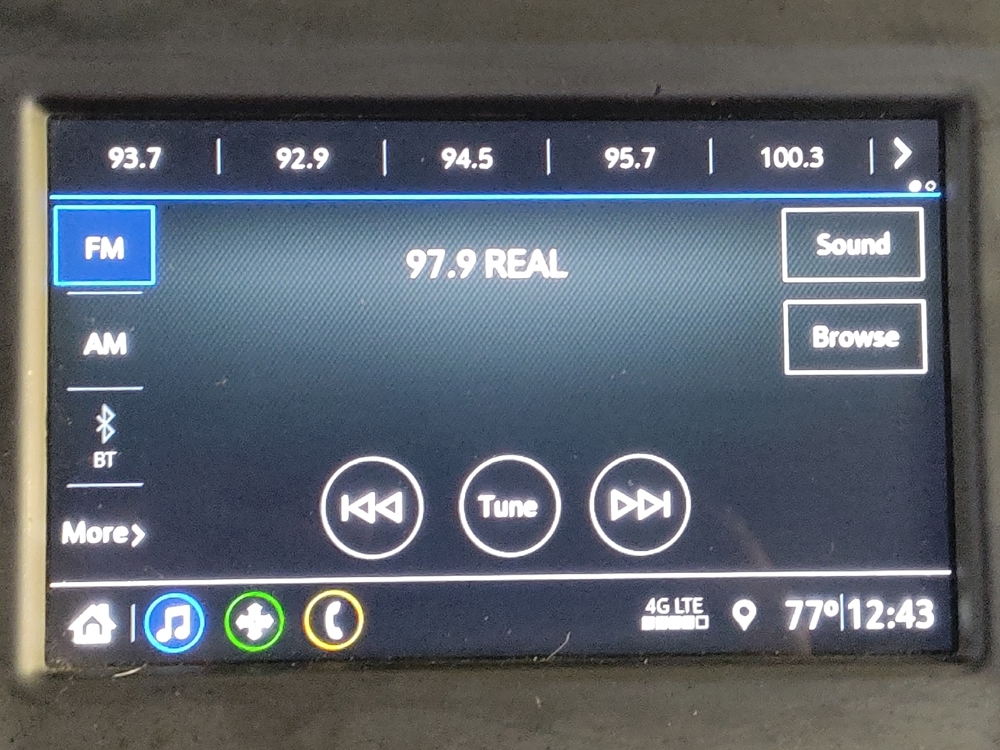 93.7 92.9 94.5 95.7 100.3
FM
97.9 REAL
Sound
AM
Browse
BT
More
Tune
4G LTE
77° 12:43